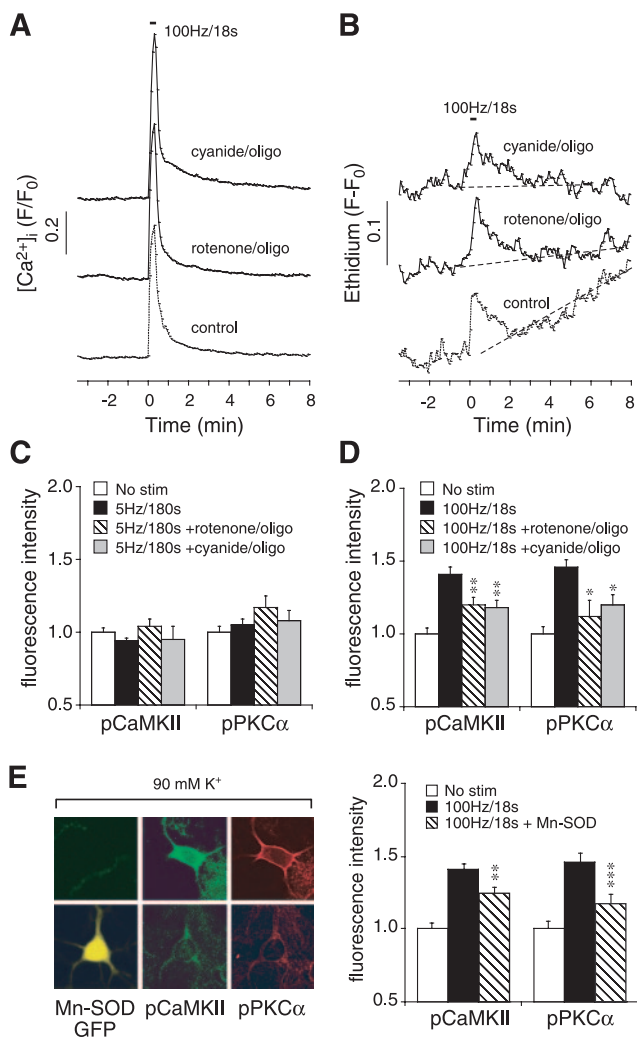 A
100Hz/18s
cyanide/oligo
rotenone/oligo
control
[Ca2+]i (F/F0)
0.2
-2 0 2 4 6 8
Time (min)
B
100Hz/18s
cyanide/oligo
rotenone/oligo
control
Ethidium (F-F0)
0.1
-2 0 2 4 6 8
Time (min)
C
fluorescence intensity
2.0
1.5
1.0
0.5
No stim
5Hz/180s
5Hz/180s +rotenone/oligo
5Hz/180s +cyanide/oligo
pCaMKII pPKCα
D
fluorescence intensity
2.0
1.5
1.0
0.5
No stim
100Hz/18s
100Hz/18s +rotenone/oligo
100Hz/18s +cyanide/oligo
** ** * *
pCaMKII pPKCα
E
90 mM K+
Mn-SOD GFP
pCaMKII
pPKCα
fluorescence intensity
2.0
1.5
1.0
0.5
No stim
100Hz/18s
100Hz/18s + Mn-SOD
** ***
pCaMKII pPKCα